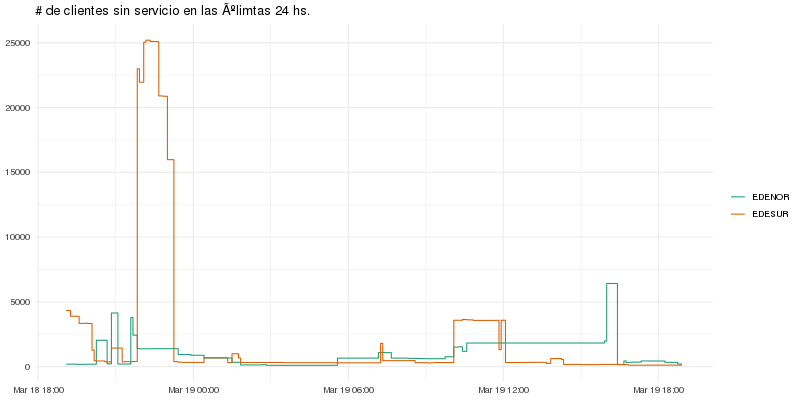 # de clientes sin servicio en las Ãºlimtas 24 hs.
25000
20000
15000
10000
5000
0
Mar 18 18:00 Mar 19 00:00 Mar 19 06:00 Mar 19 12:00 Mar 19 18:00
EDENOR
EDESUR